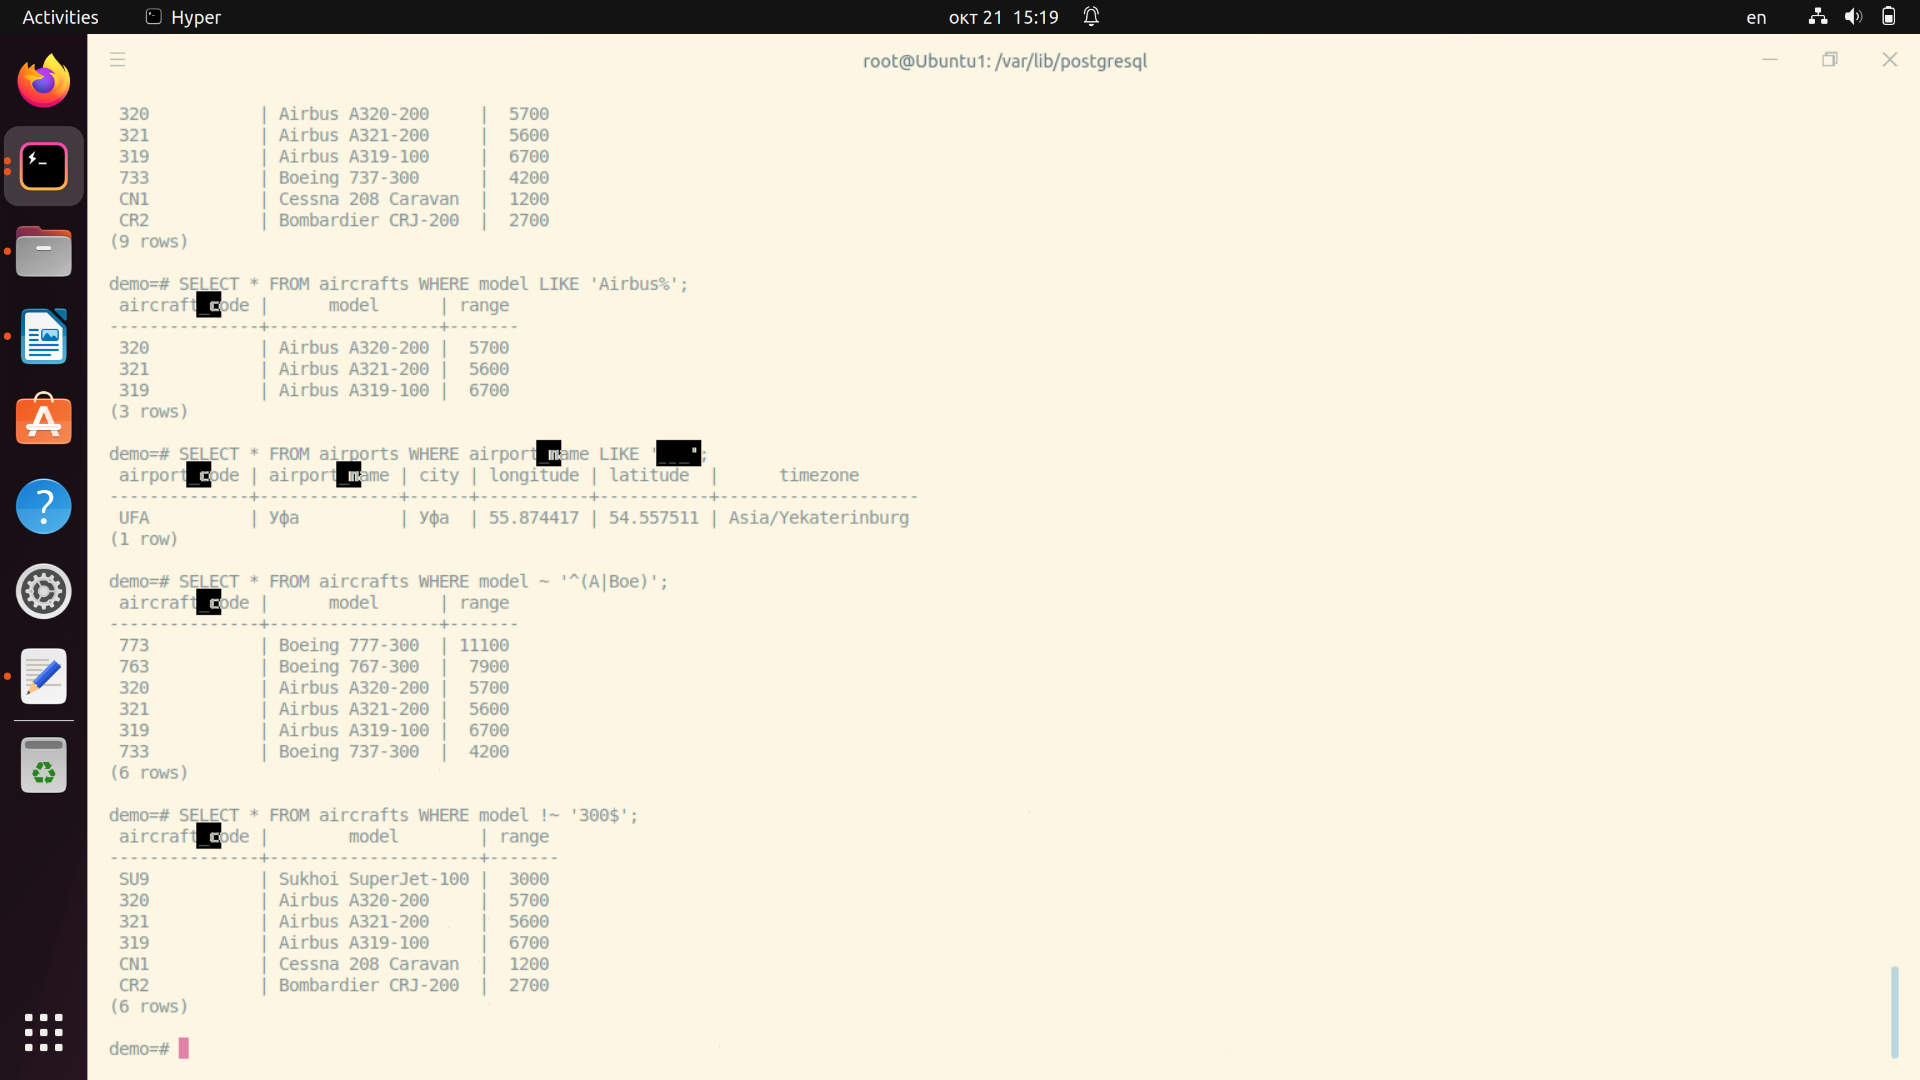 Activities
Hyper
окт 21 15:19
en
root@Ubuntu1: /var/lib/postgresql
 320           | Airbus A320-200     |  5700
 321           | Airbus A321-200     |  5600
 319           | Airbus A319-100     |  6700
 733           | Boeing 737-300      |  4200
 CN1           | Cessna 208 Caravan  |  1200
 CR2           | Bombardier CRJ-200  |  2700
(9 rows)
demo=# SELECT * FROM aircrafts WHERE model LIKE 'Airbus%';
 aircraft_code |      model      | range
---------------+-----------------+-------
 320           | Airbus A320-200 |  5700
 321           | Airbus A321-200 |  5600
 319           | Airbus A319-100 |  6700
(3 rows)
demo=# SELECT * FROM airports WHERE airport_name LIKE '___';
 airport_code | airport_name | city | longitude | latitude  |      timezone
--------------+--------------+------+-----------+-----------+--------------------
 UFA          | Уфа          | Уфа  | 55.874417 | 54.557511 | Asia/Yekaterinburg
(1 row)
demo=# SELECT * FROM aircrafts WHERE model ~ '^(A|Boe)';
 aircraft_code |      model      | range
---------------+-----------------+-------
 773           | Boeing 777-300  | 11100
 763           | Boeing 767-300  |  7900
 320           | Airbus A320-200 |  5700
 321           | Airbus A321-200 |  5600
 319           | Airbus A319-100 |  6700
 733           | Boeing 737-300  |  4200
(6 rows)
demo=# SELECT * FROM aircrafts WHERE model !~ '300$';
 aircraft_code |        model        | range
---------------+---------------------+-------
 SU9           | Sukhoi SuperJet-100 |  3000
 320           | Airbus A320-200     |  5700
 321           | Airbus A321-200     |  5600
 319           | Airbus A319-100     |  6700
 CN1           | Cessna 208 Caravan  |  1200
 CR2           | Bombardier CRJ-200  |  2700
(6 rows)
demo=#